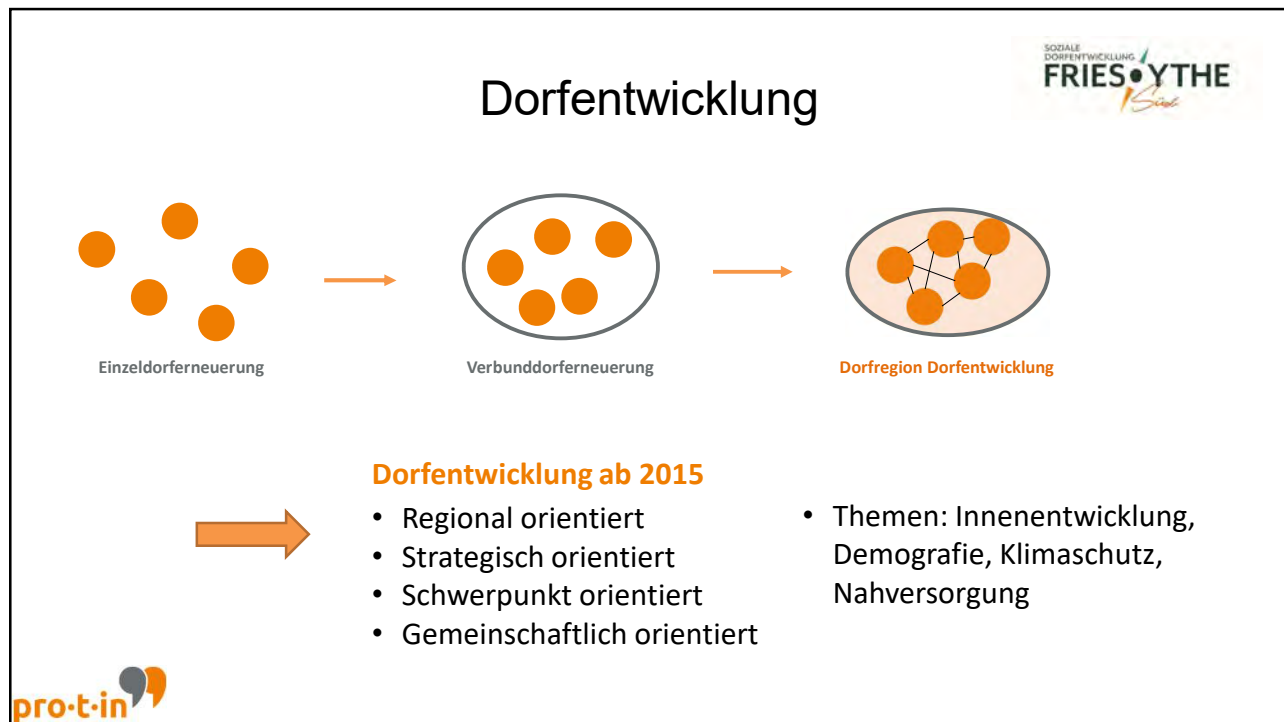 Dorfentwicklung
SOZIALE
DORFENTWICKLUNG
FRIES•YTHE
Süd
Einzeldorferneuerung
Verbunddorferneuerung
Dorfregion Dorfentwicklung
Dorfentwicklung ab 2015
• Regional orientiert
• Strategisch orientiert
• Schwerpunkt orientiert
• Gemeinschaftlich orientiert
• Themen: Innenentwicklung,
Demografie, Klimaschutz,
Nahversorgung
pro·t·in